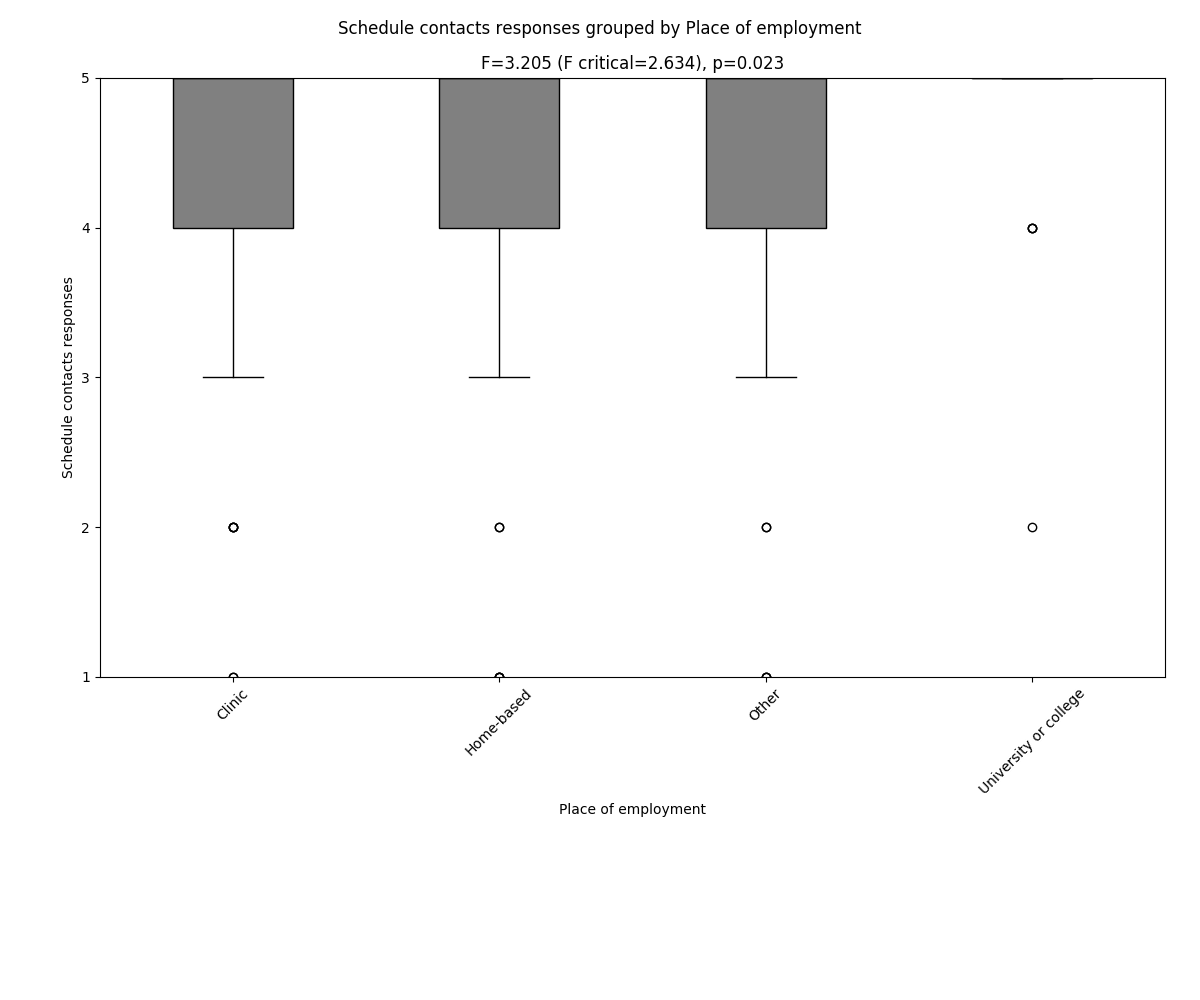 Schedule contacts responses grouped by Place of employment
F=3.205 (F critical=2.634), p=0.023
5
4
3
2
1
Schedule contacts responses
Clinic
Home-based
Other
University or college
Place of employment